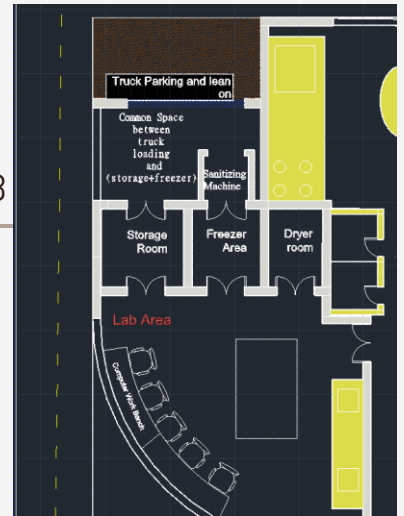 Truck Parking and lean
on
Common Space
between
truck
loading
and
(storage+freezer)
Sanitizing
Machine
3
Storage
Room
Freezer
Area
Dryer
room
Lab Area
Computer Work Bench